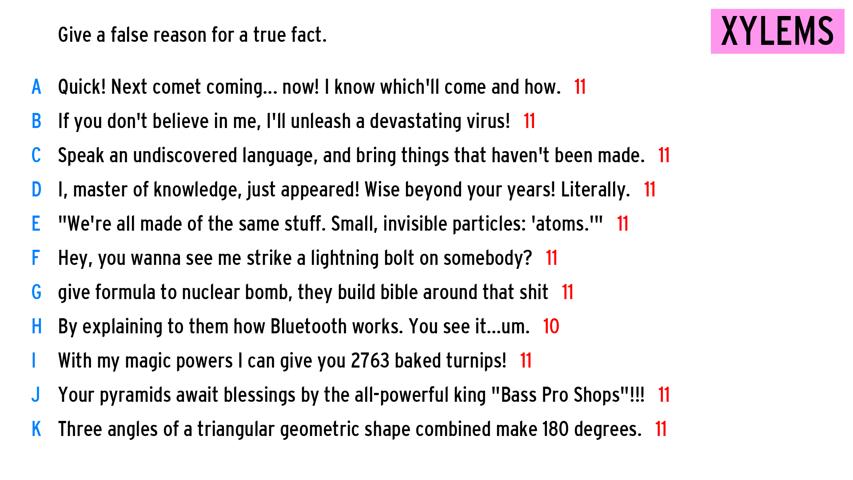 Give a false reason for a true fact.
XYLEMS
A Quick! Next comet coming... now! I know which'll come and how. 11
B If you don't believe in me, I'll unleash a devastating virus! 11
C Speak an undiscovered language, and bring things that haven't been made. 11
D I, master of knowledge, just appeared! Wise beyond your years! Literally. 11
E "We're all made of the same stuff. Small, invisible particles: 'atoms.'" 11
F Hey, you wanna see me strike a lightning bolt on somebody? 11
G give formula to nuclear bomb, they build bible around that shit 11
H By explaining to them how Bluetooth works. You see it...um. 10
I With my magic powers I can give you 2763 baked turnips! 11
J Your pyramids await blessings by the all-powerful king "Bass Pro Shops"!!! 11
K Three angles of a triangular geometric shape combined make 180 degrees. 11